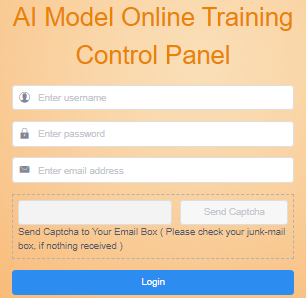 AI Model Online Training
Control Panel
Enter username
Enter password
Enter email address
Send Captcha
Send Captcha to Your Email Box ( Please check your junk-mail
box, if nothing received )
Login